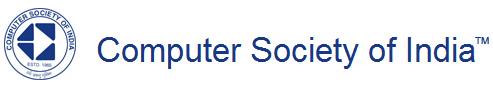 COMPUTER SOCIETY OF INDIA
ESTD. 1965
Computer Society of India™